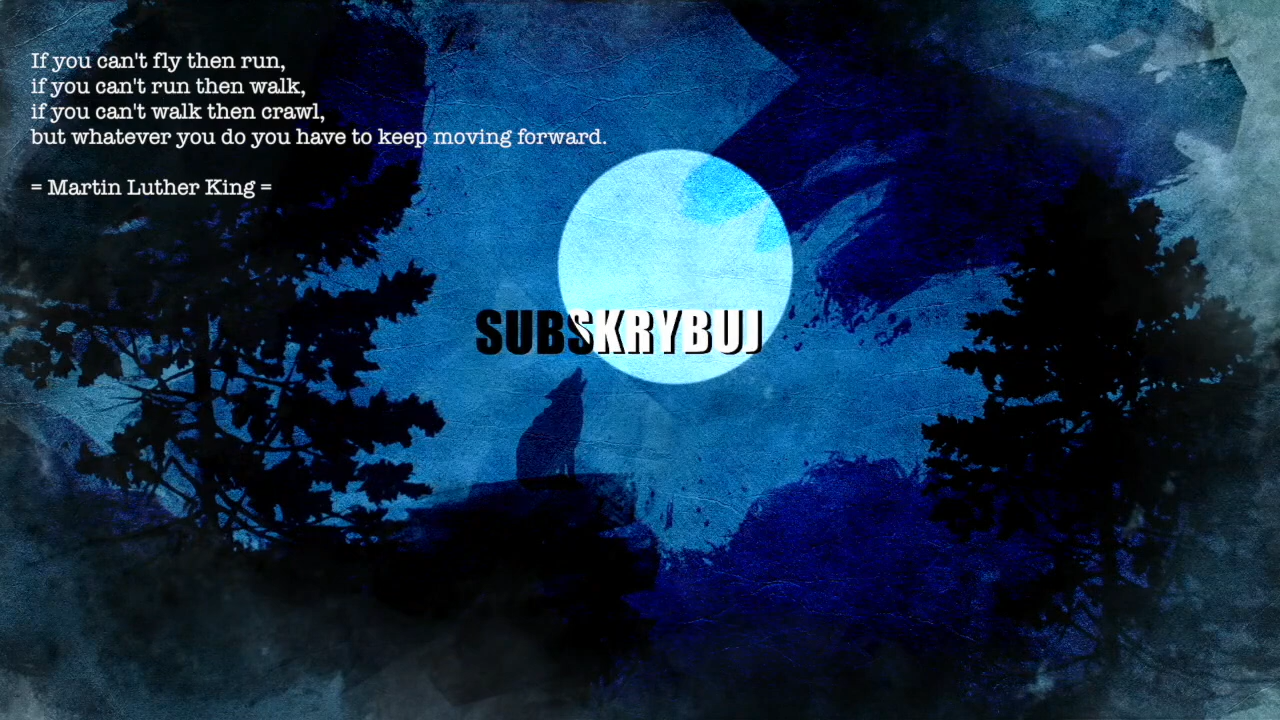 If you can't fly then run,
if you can't run then walk,
if you can't walk then crawl,
but whatever you do you have to keep moving forward.
= Martin Luther King =
SUBSKRYBUJ